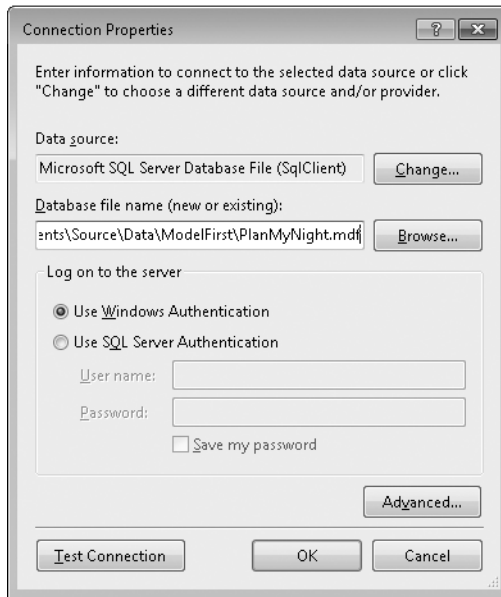 Connection Properties
?
Enter information to connect to the selected data source or click
"Change" to choose a different data source and/or provider.
Data source:
Microsoft SQL Server Database File (SqlClient)
Change...
Database file name (new or existing):
ents\Source\Data\ModelFirst\PlanMyNight.mdf
Browse...
Log on to the server
Use Windows Authentication
Use SQL Server Authentication
User name:
Password:
Save my password
Advanced...
Test Connection
OK
Cancel